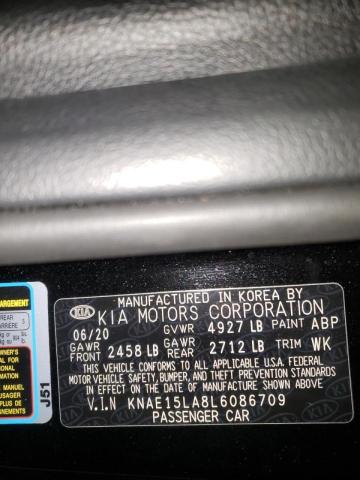 MANUFACTURED IN KOREA BY
KIA KIA MOTORS CORPORATION
06/20 GVWR 4927 LB PAINT ABP
GAWR FRONT 2458 LB GAWR REAR 2712 LB TRIM WK
THIS VEHICLE CONFORMS TO ALL APPLICABLE U.S.A. FEDERAL
MOTOR VEHICLE SAFETY, BUMPER, AND THEFT PREVENTION STANDARDS
IN EFFECT ON THE DATE OF MANUFACTURE SHOWN ABOVE
V.I.N KNAE15LA8L6086709
PASSENGER CAR
REAR
J51